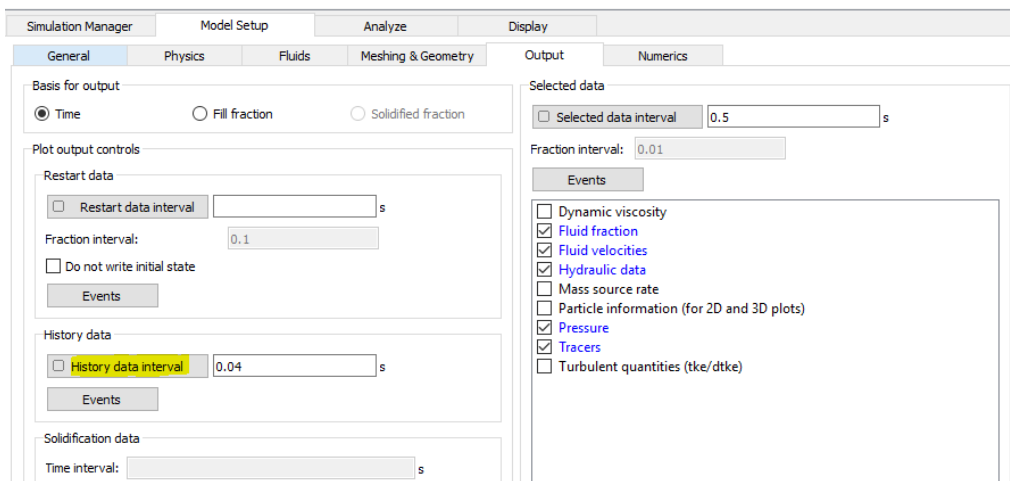 Simulation Manager Model Setup Analyze Display
General Physics Fluids Meshing & Geometry Output Numerics
Basis for output
Time Fill fraction Solidified fraction
Plot output controls
Restart data
Restart data interval s
Fraction interval: 0.1
Do not write initial state
Events
History data
History data interval 0.04 s
Events
Solidification data
Time interval: s
Selected data
Selected data interval 0.5 s
Fraction interval: 0.01
Events
Dynamic viscosity
Fluid fraction
Fluid velocities
Hydraulic data
Mass source rate
Particle information (for 2D and 3D plots)
Pressure
Tracers
Turbulent quantities (tke/dtke)